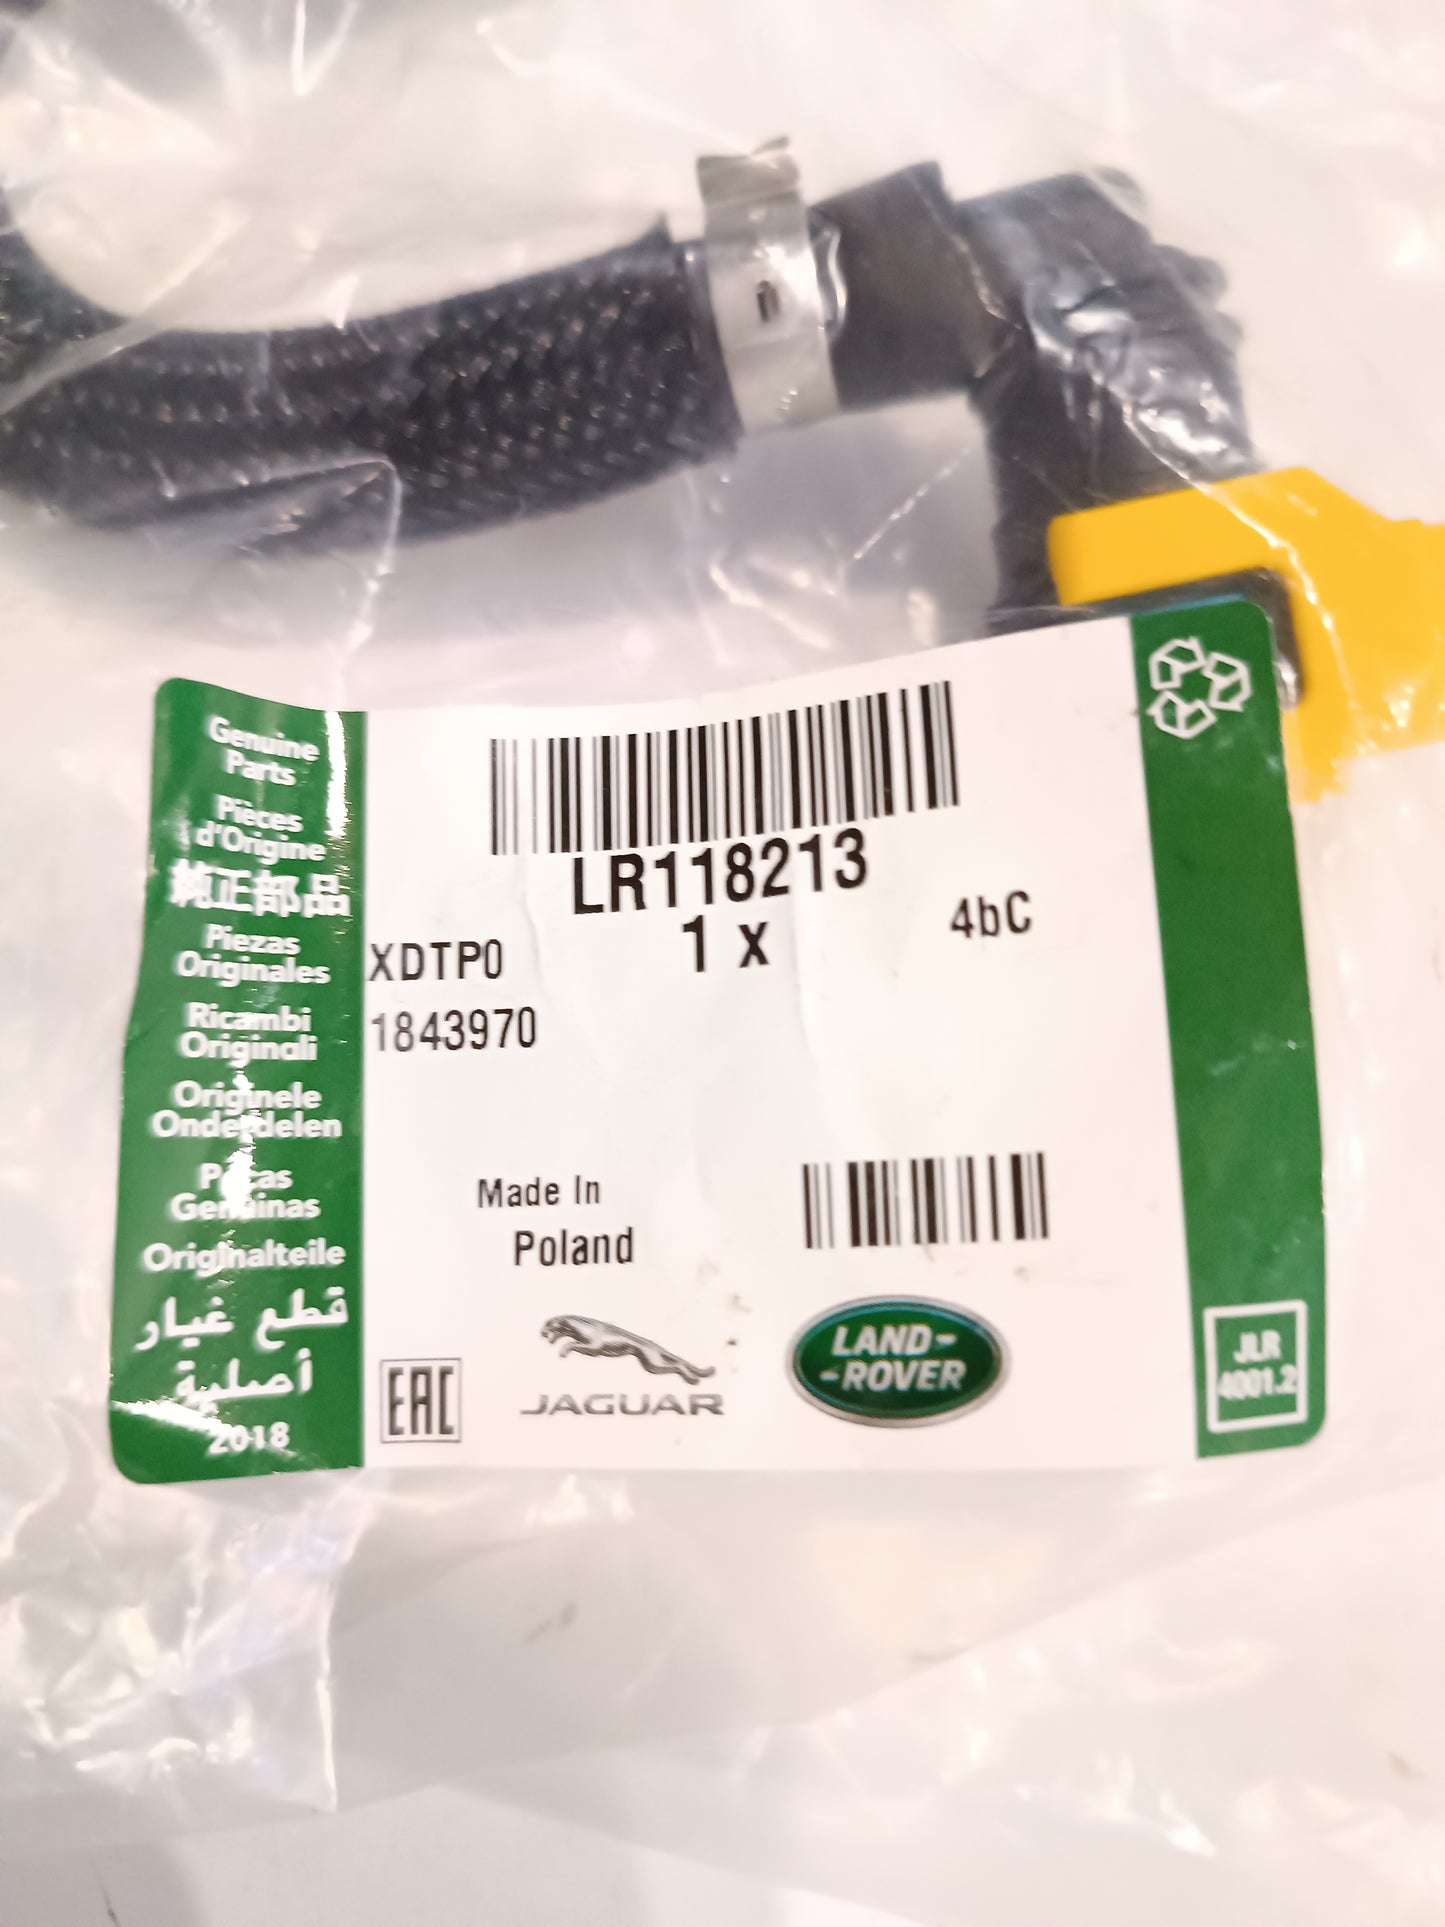 Genuine
Parts
Pièces
d'Origine
純正部品
Piezas
Originales
Ricambi
Originali
Originele
Onderdelen
Peças
Genuinas
Originalteile
قطع غيار
أصلية
2018
LR118213
1 x
4bC
XDTP0
1843970
Made In
Poland
EAC
JAGUAR
LAND-
-ROVER
JLR
4001.2